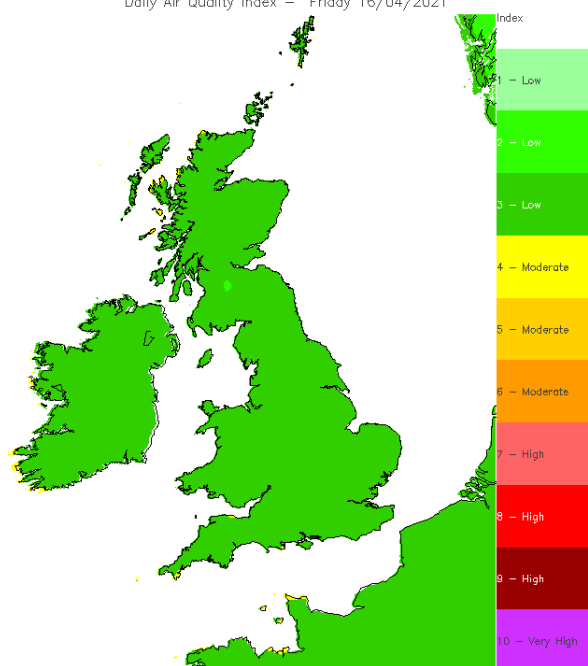 Daily Air Quality Index - Friday 16/04/2021
Index
1 - Low
2 - Low
3 - Low
4 - Moderate
5 - Moderate
6 - Moderate
7 - High
8 - High
9 - High
10 - Very High